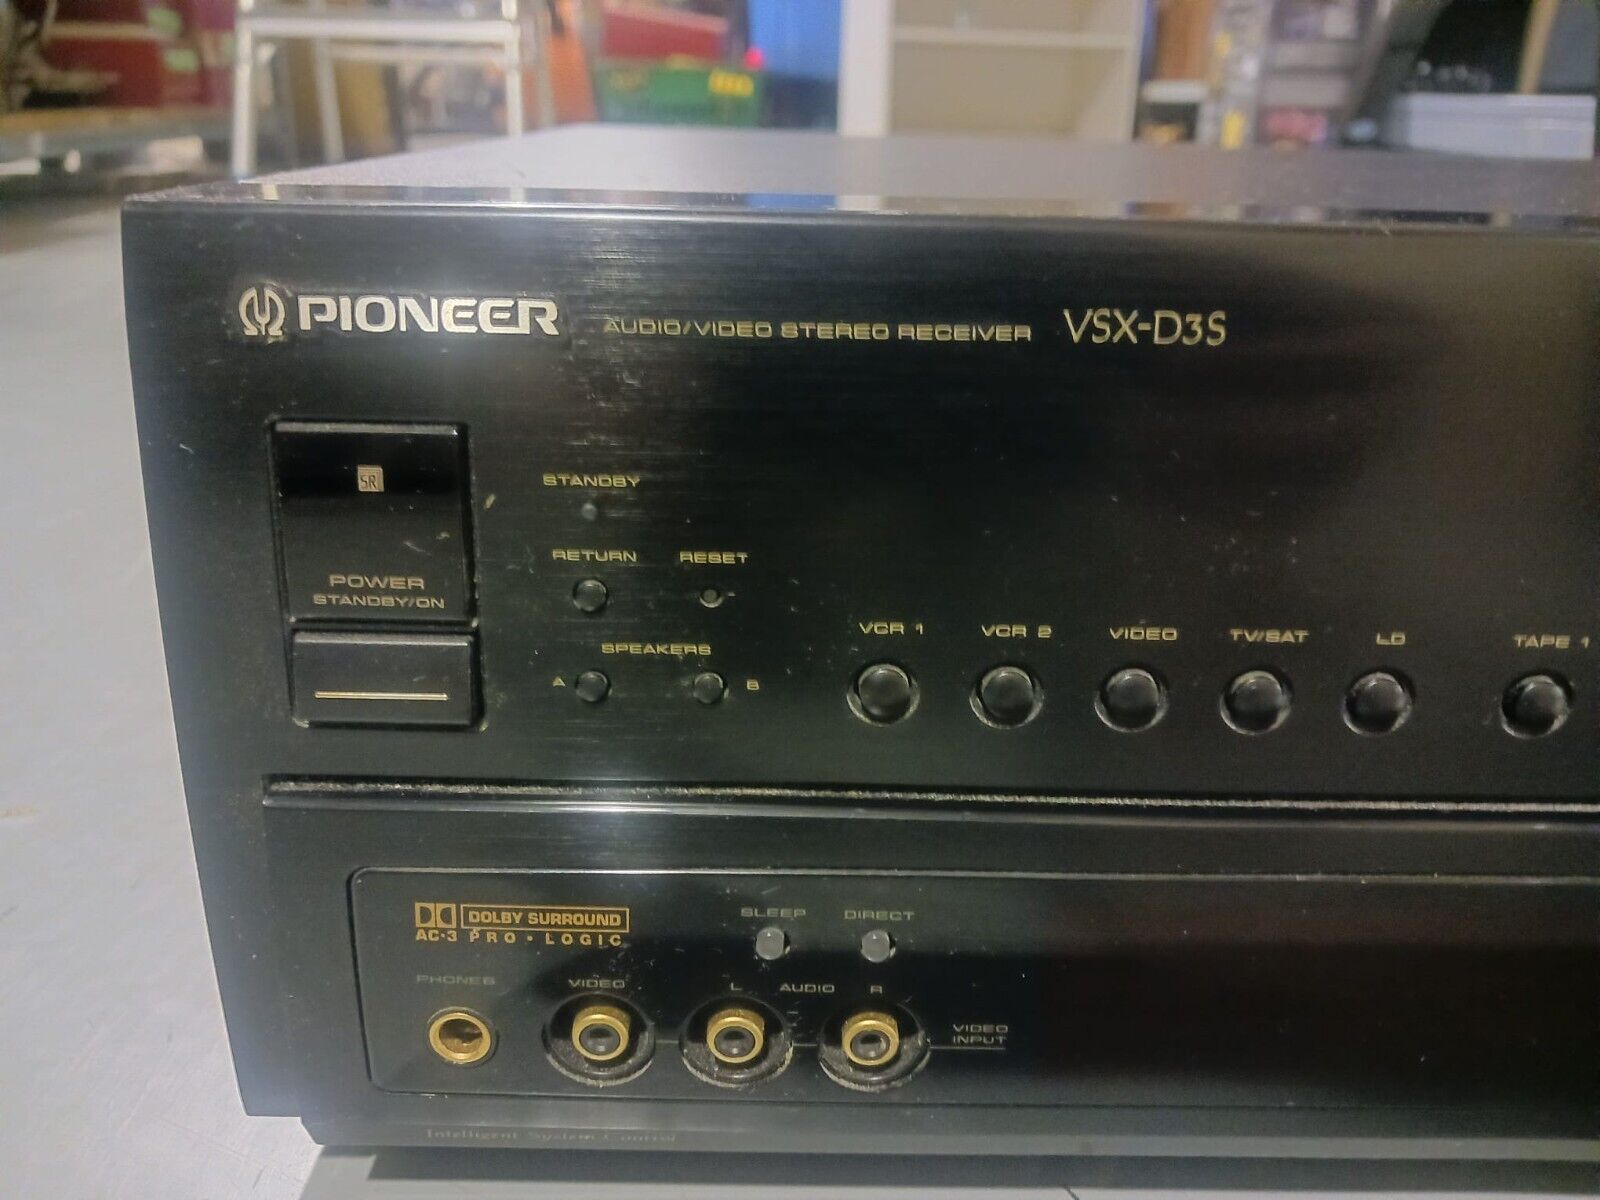 PIONEER AUDIO/VIDEO STEREO RECEIVER VSX-D3S
SR
POWER
STANDBY/ON
STANDBY
RETURN RESET
SPEAKERS
A B
VCR 1 VCR 2 VIDEO TV/SAT LD TAPE 1
DOLBY SURROUND
AC-3 PRO • LOGIC
SLEEP DIRECT
PHONES VIDEO L AUDIO R
VIDEO
INPUT
Intelligent System Control